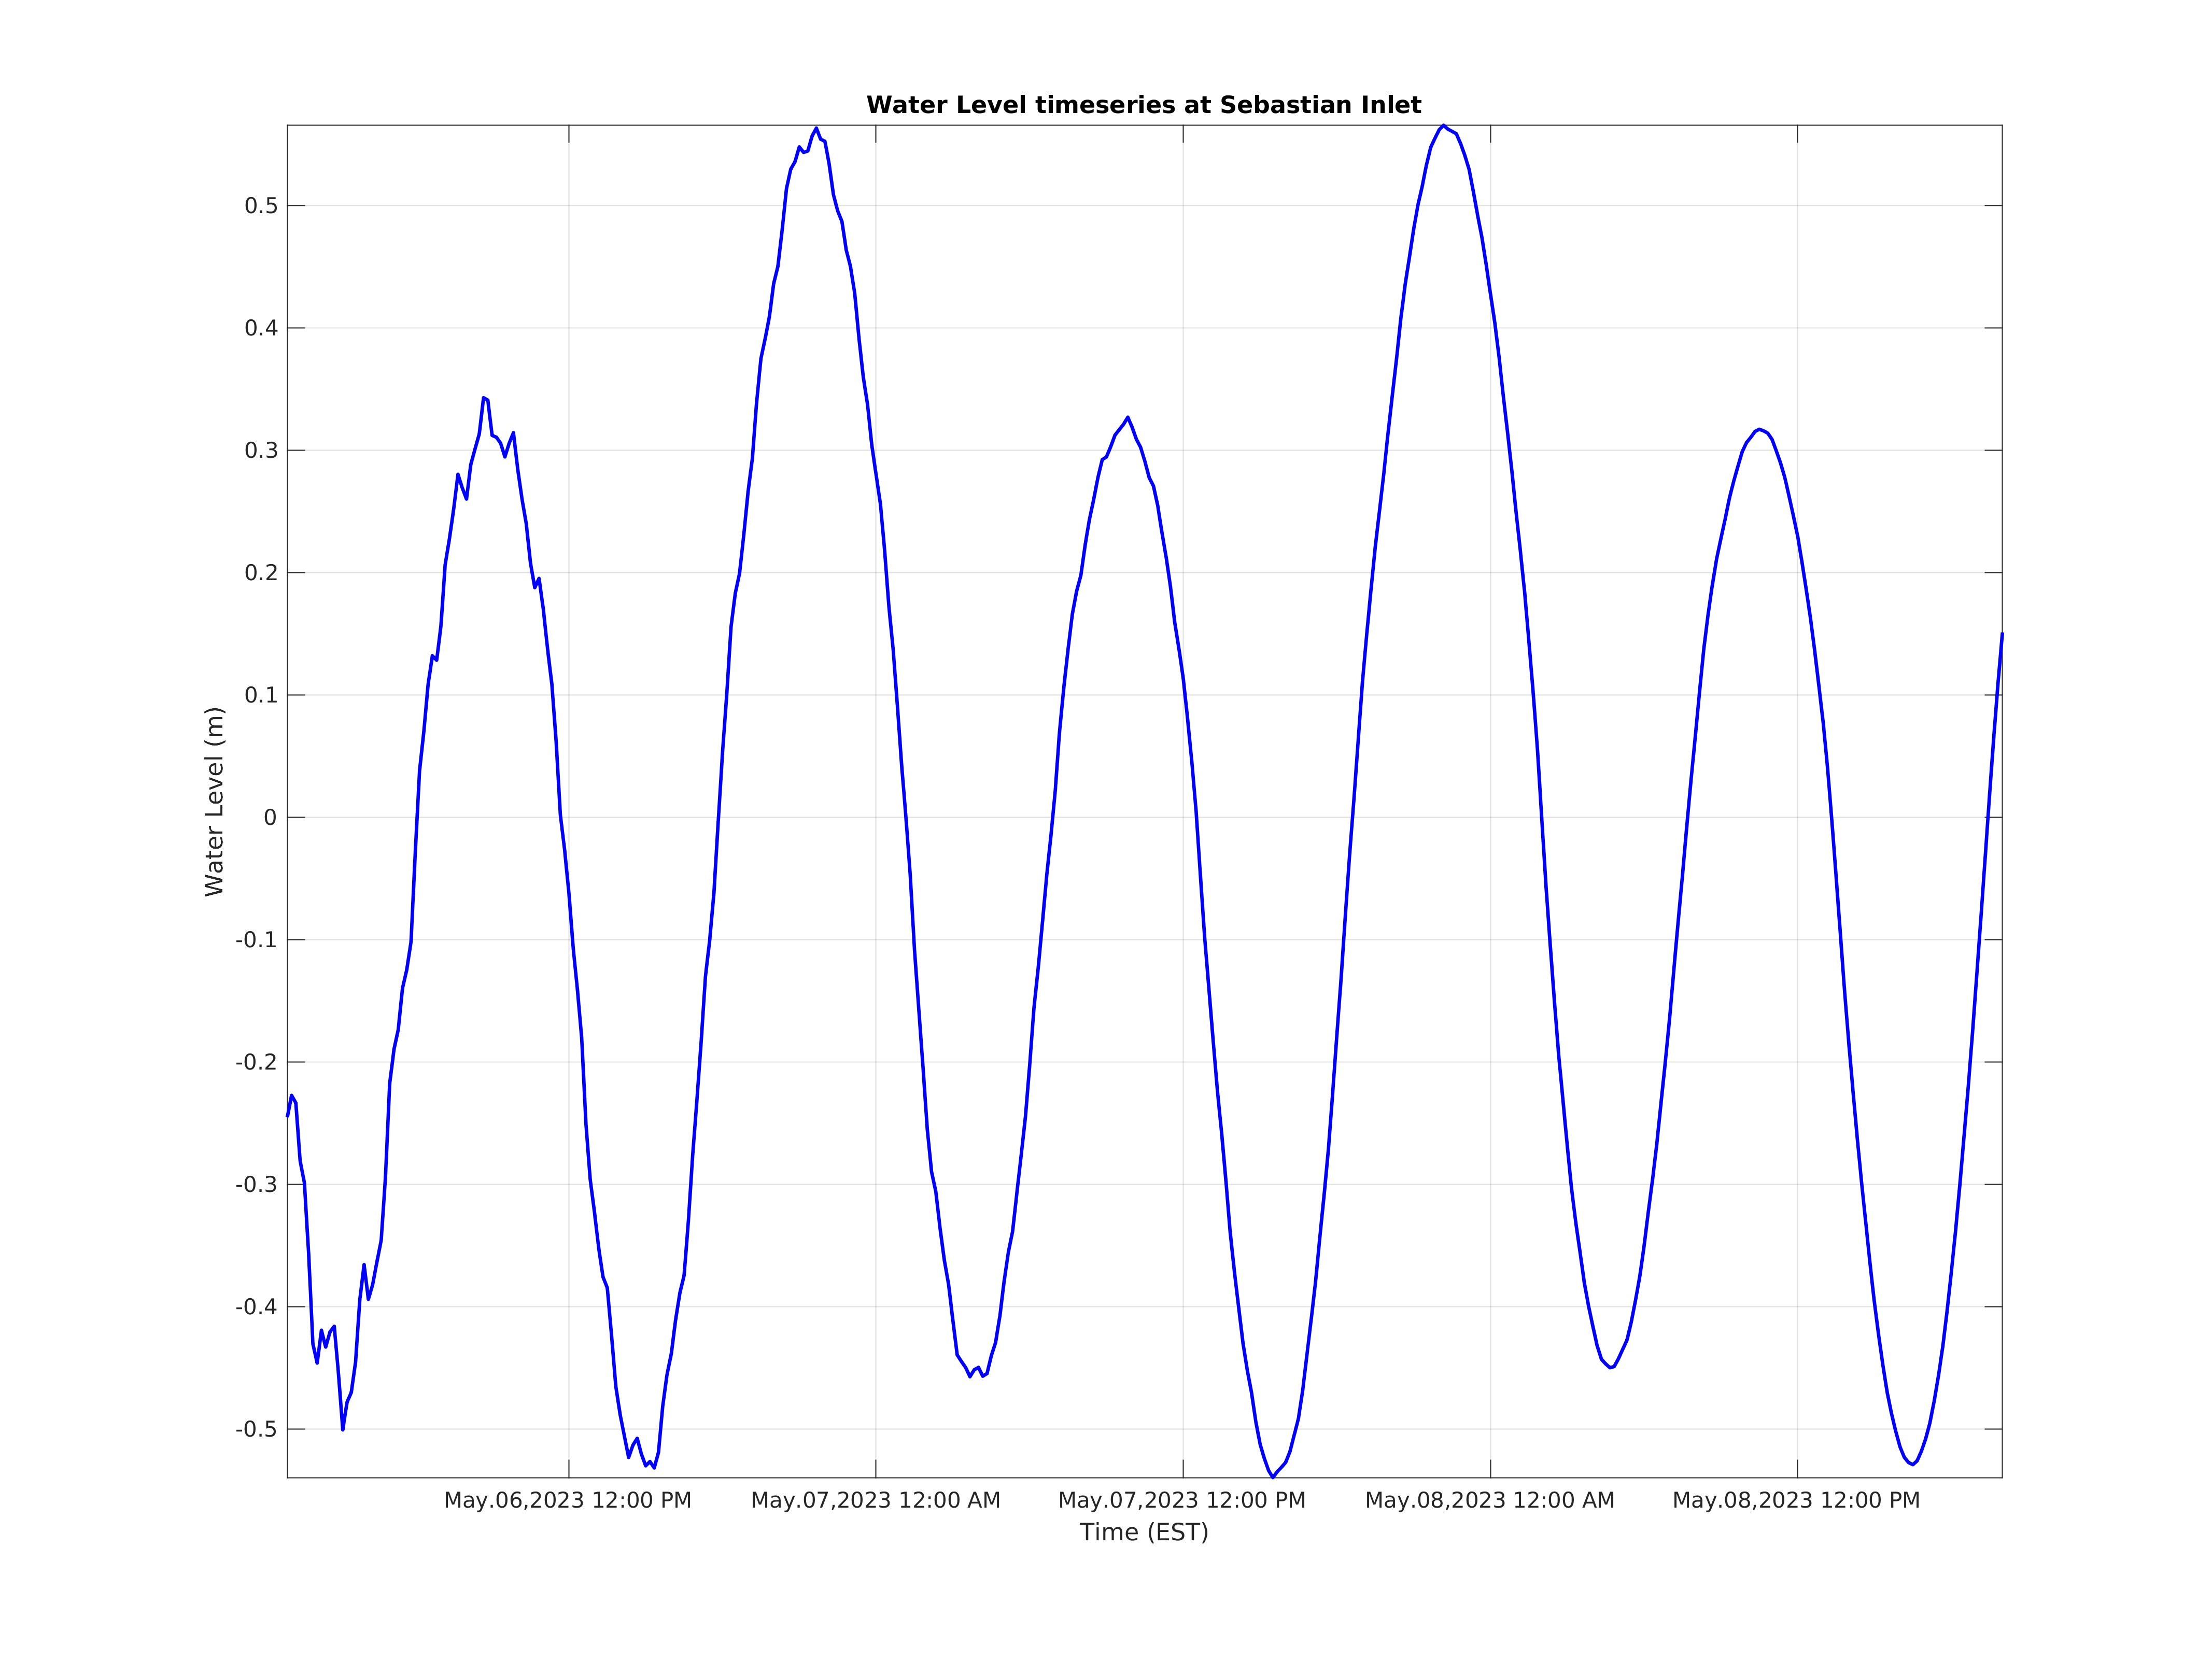 Water Level timeseries at Sebastian Inlet
0.5
0.4
0.3
0.2
0.1
0
-0.1
-0.2
-0.3
-0.4
-0.5
Water Level (m)
May.06,2023 12:00 PM May.07,2023 12:00 AM May.07,2023 12:00 PM May.08,2023 12:00 AM May.08,2023 12:00 PM
Time (EST)